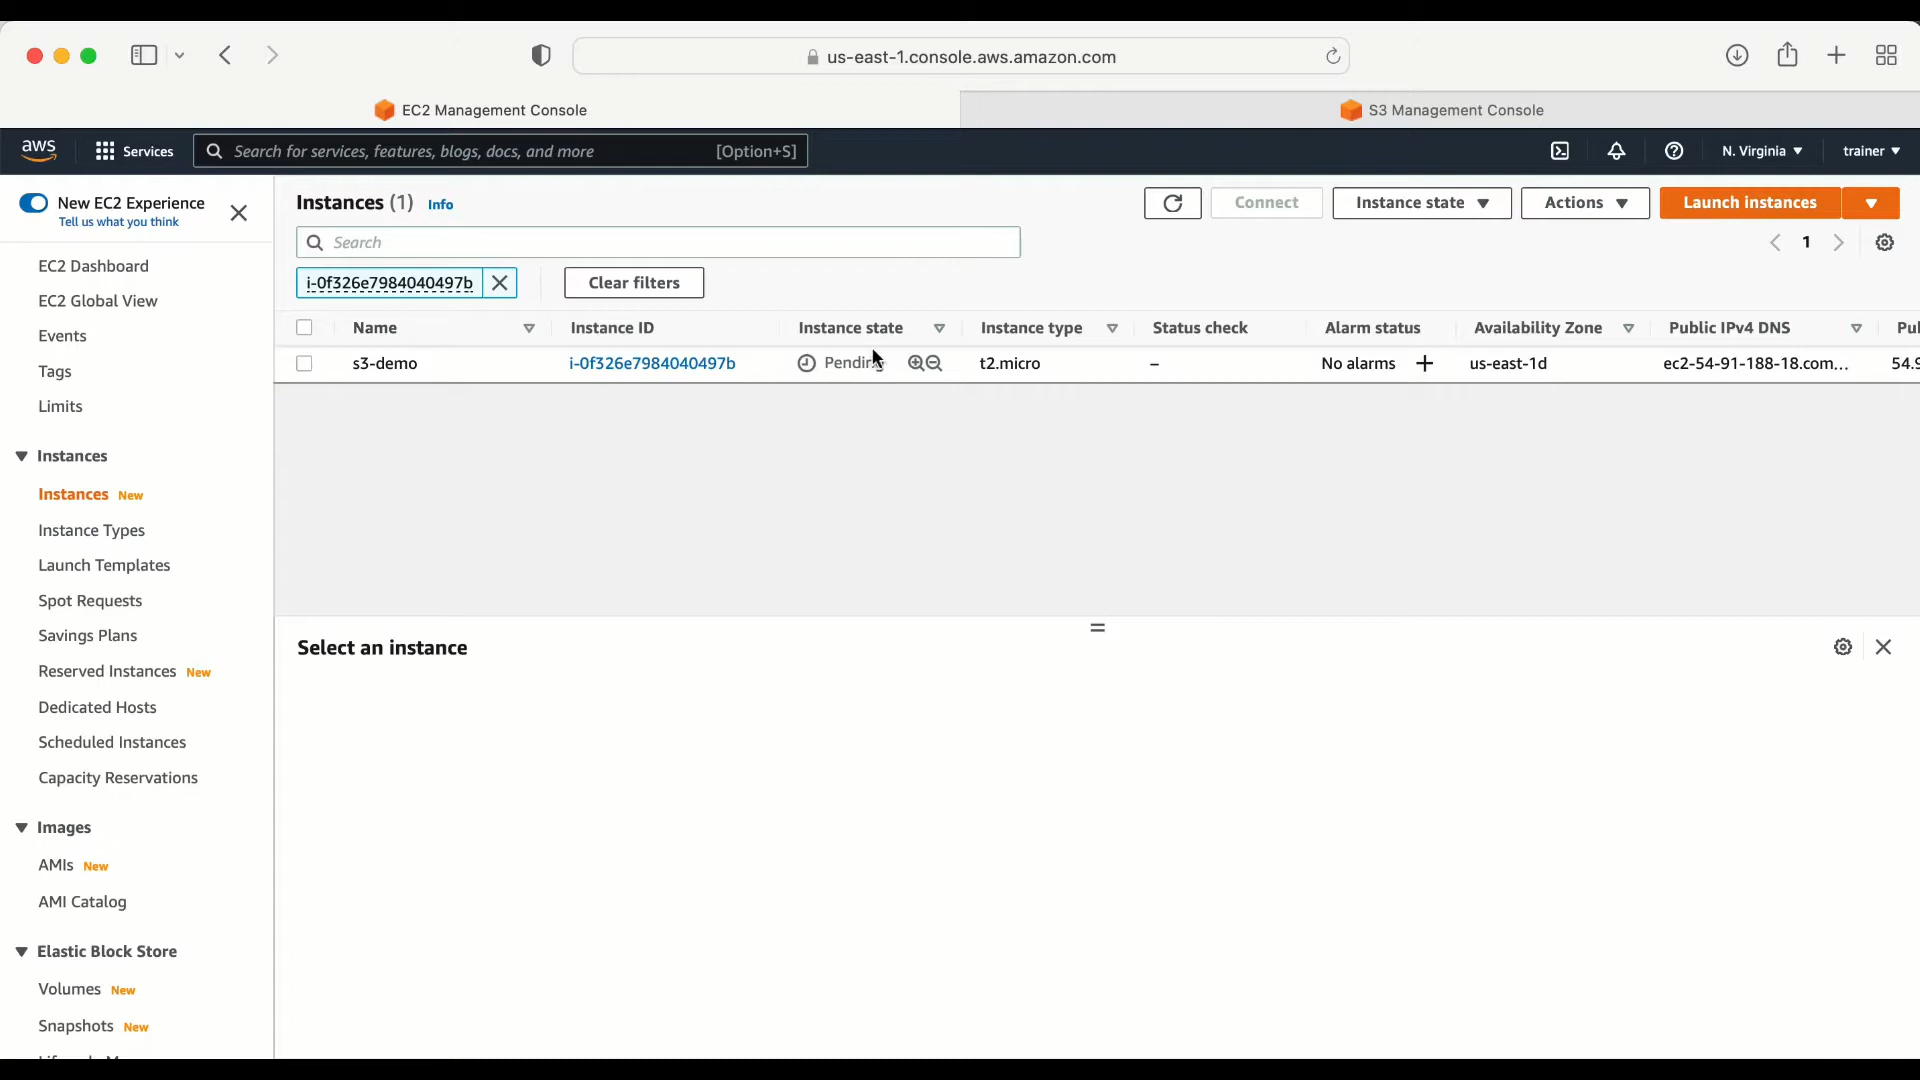 us-east-1.console.aws.amazon.com
EC2 Management Console
S3 Management Console
aws
Services
Search for services, features, blogs, docs, and more [Option+S]
N. Virginia
trainer
New EC2 Experience
Tell us what you think
EC2 Dashboard
EC2 Global View
Events
Tags
Limits
Instances
Instances New
Instance Types
Launch Templates
Spot Requests
Savings Plans
Reserved Instances New
Dedicated Hosts
Scheduled Instances
Capacity Reservations
Images
AMIs New
AMI Catalog
Elastic Block Store
Volumes New
Snapshots New
Instances (1) Info
Connect
Instance state
Actions
Launch instances
Search
1
i-0f326e7984040497b
Clear filters
Name Instance ID Instance state Instance type Status check Alarm status Availability Zone Public IPv4 DNS
s3-demo i-0f326e7984040497b t2.micro – No alarms + us-east-1d ec2-54-91-188-18.com...
Select an instance